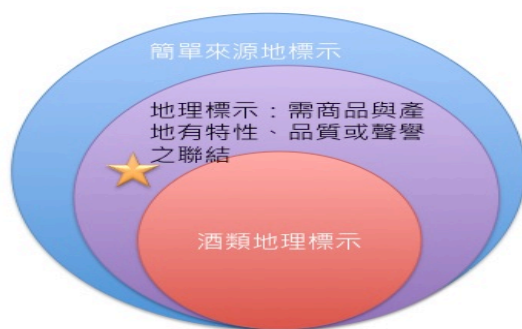 簡單來源地標示
地理標示：需商品與產
地有特性、品質或聲譽
之聯結
酒類地理標示